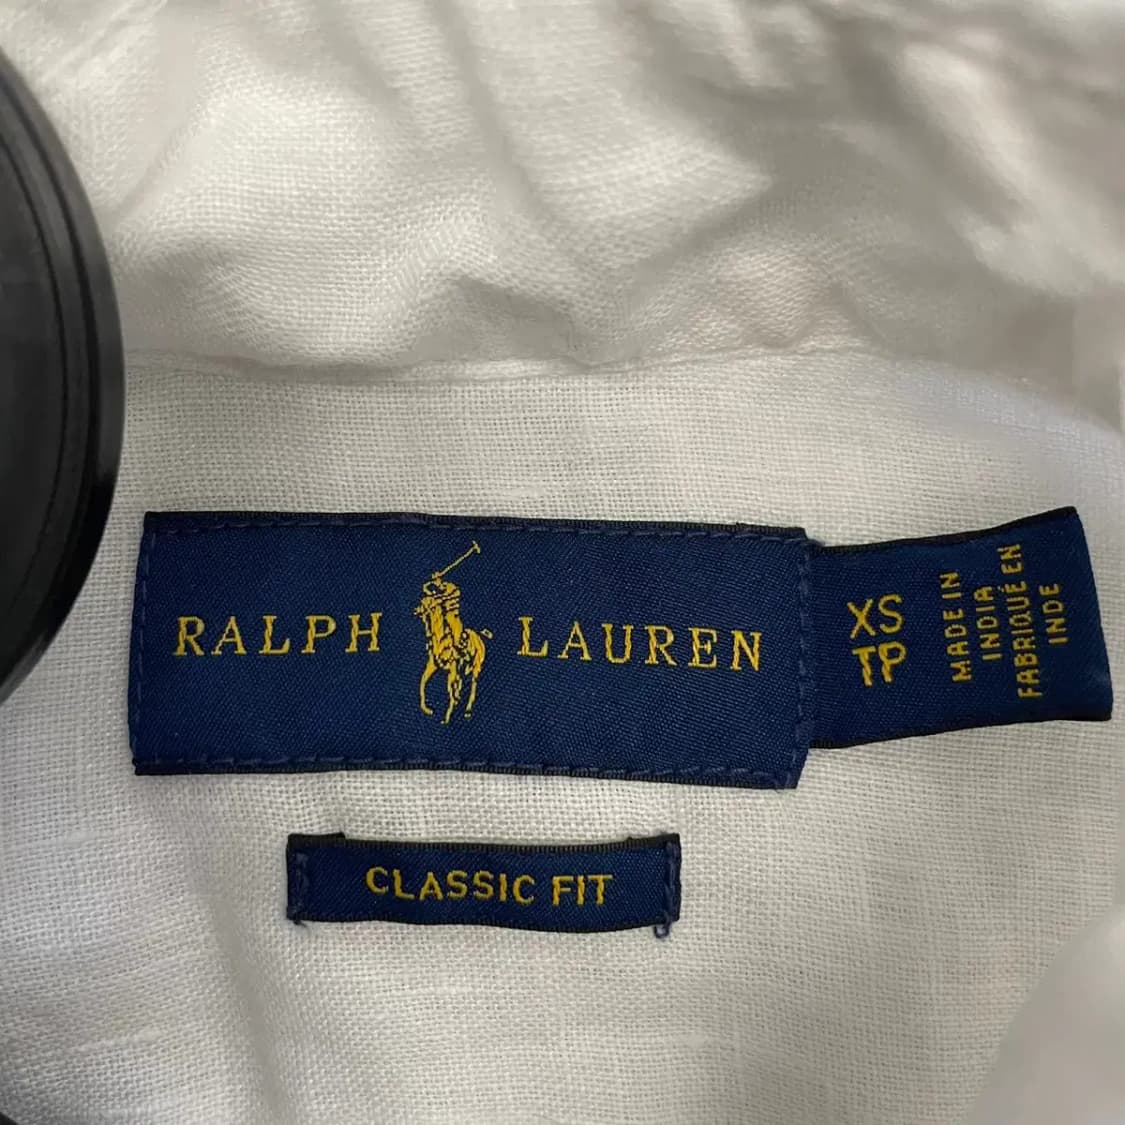 RALPH LAUREN
XS
TP
MADE IN
INDIA
FABRIQUÉ EN
INDE
CLASSIC FIT